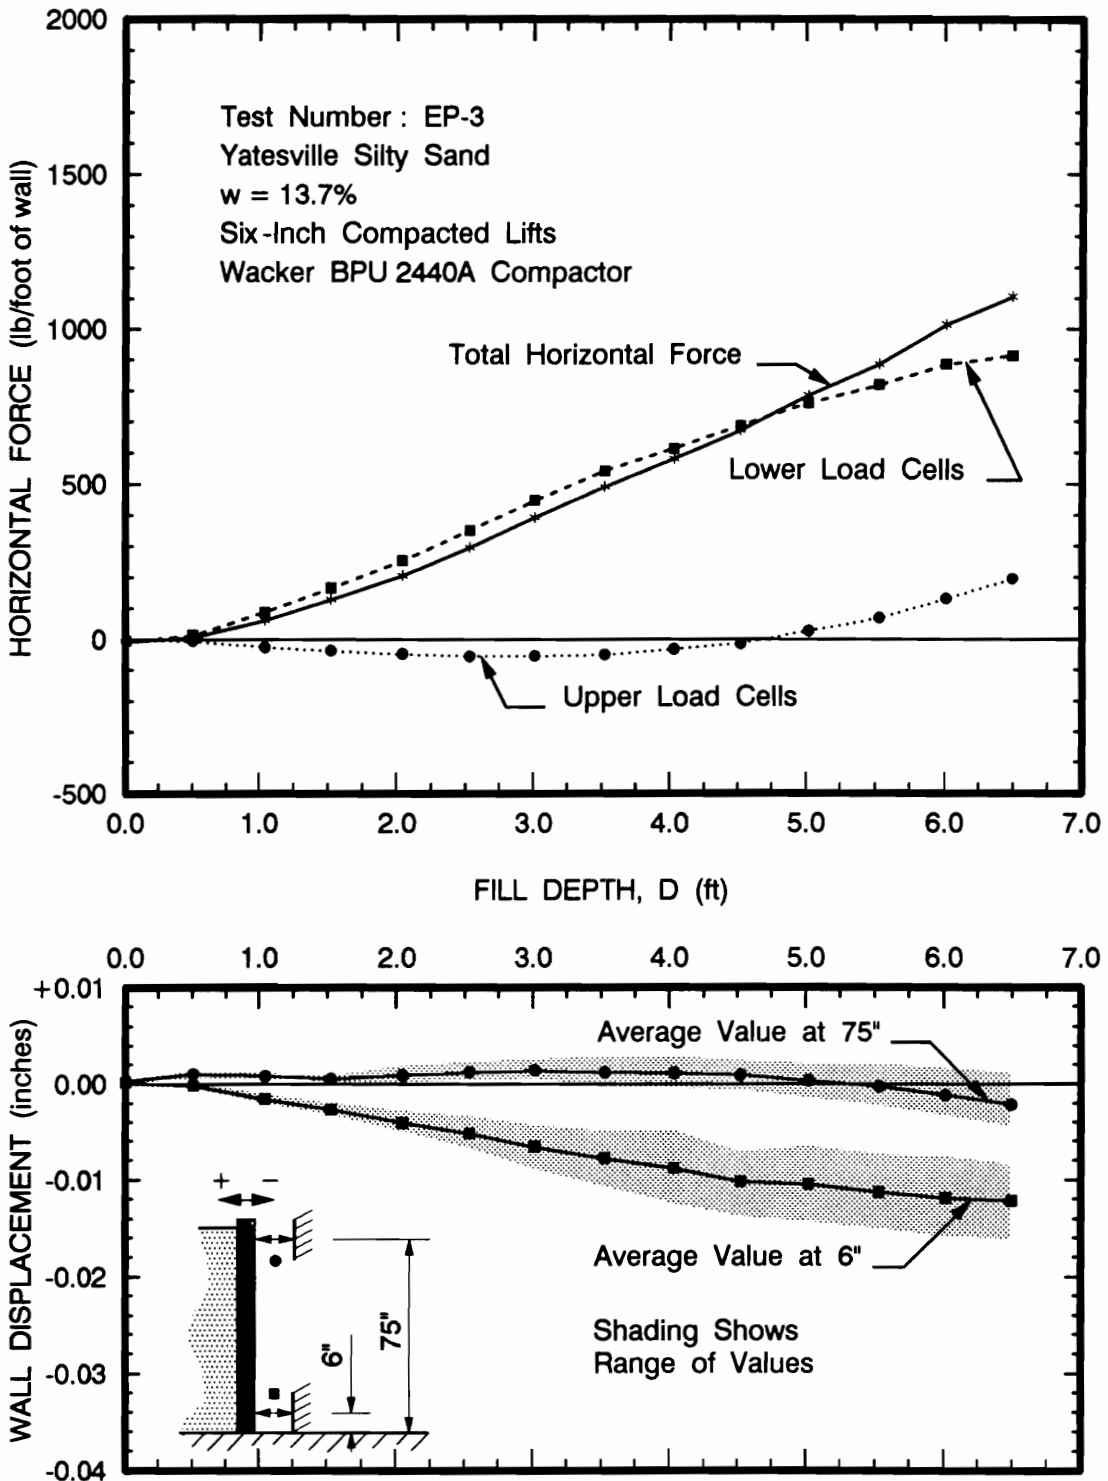 2000
1500
1000
500
0
-500
HORIZONTAL FORCE (lb/foot of wall)
Test Number : EP-3
Yatesville Silty Sand
w = 13.7%
Six-Inch Compacted Lifts
Wacker BPU 2440A Compactor
Total Horizontal Force
Lower Load Cells
Upper Load Cells
0.0 1.0 2.0 3.0 4.0 5.0 6.0 7.0
FILL DEPTH, D (ft)
0.0 1.0 2.0 3.0 4.0 5.0 6.0 7.0
+0.01
0.00
-0.01
-0.02
-0.03
-0.04
WALL DISPLACEMENT (inches)
Average Value at 75"
+ -
Average Value at 6"
75"
6"
Shading Shows
Range of Values